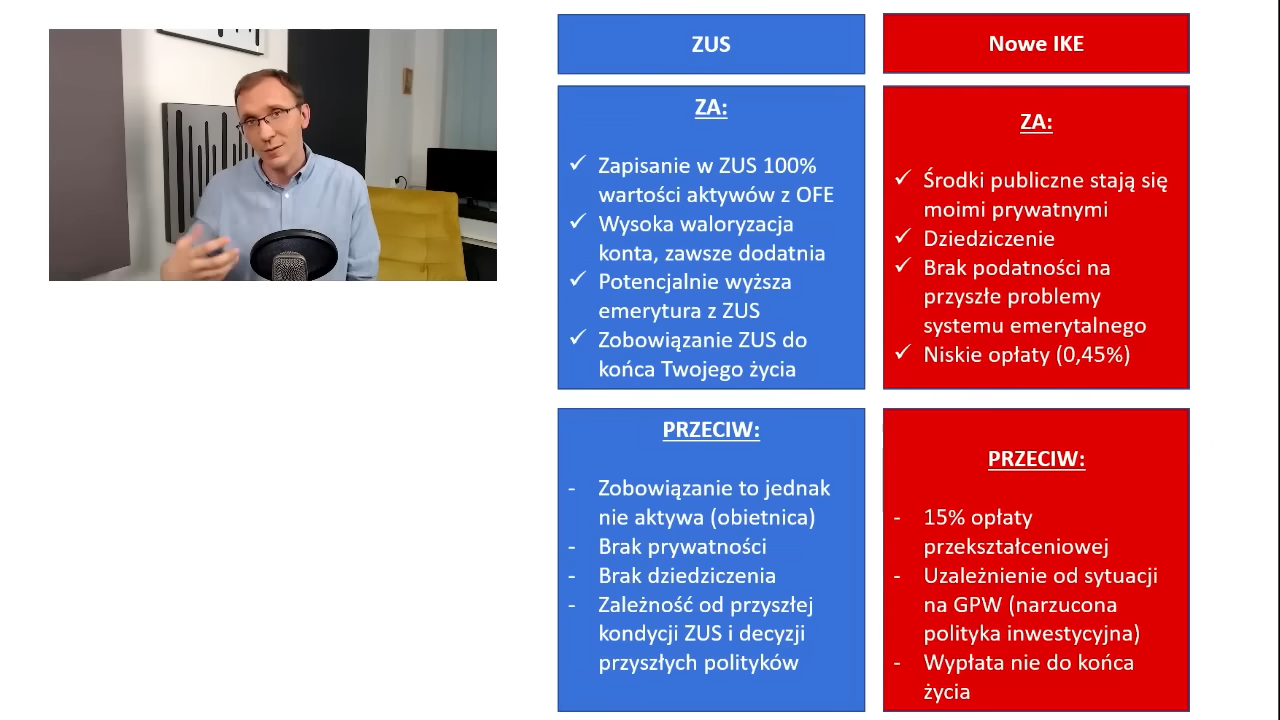 ZUS
ZA:
✓ Zapisanie w ZUS 100%
wartości aktywów z OFE
✓ Wysoka waloryzacja
konta, zawsze dodatnia
✓ Potencjalnie wyższa
emerytura z ZUS
✓ Zobowiązanie ZUS do
końca Twojego życia
PRZECIW:
- Zobowiązanie to jednak
nie aktywa (obietnica)
- Brak prywatności
- Brak dziedziczenia
- Zależność od przyszłej
kondycji ZUS i decyzji
przyszłych polityków
Nowe IKE
ZA:
✓ Środki publiczne stają się
moimi prywatnymi
✓ Dziedziczenie
✓ Brak podatności na
przyszłe problemy
systemu emerytalnego
✓ Niskie opłaty (0,45%)
PRZECIW:
- 15% opłaty
przekształceniowej
- Uzależnienie od sytuacji
na GPW (narzucona
polityka inwestycyjna)
- Wypłata nie do końca
życia